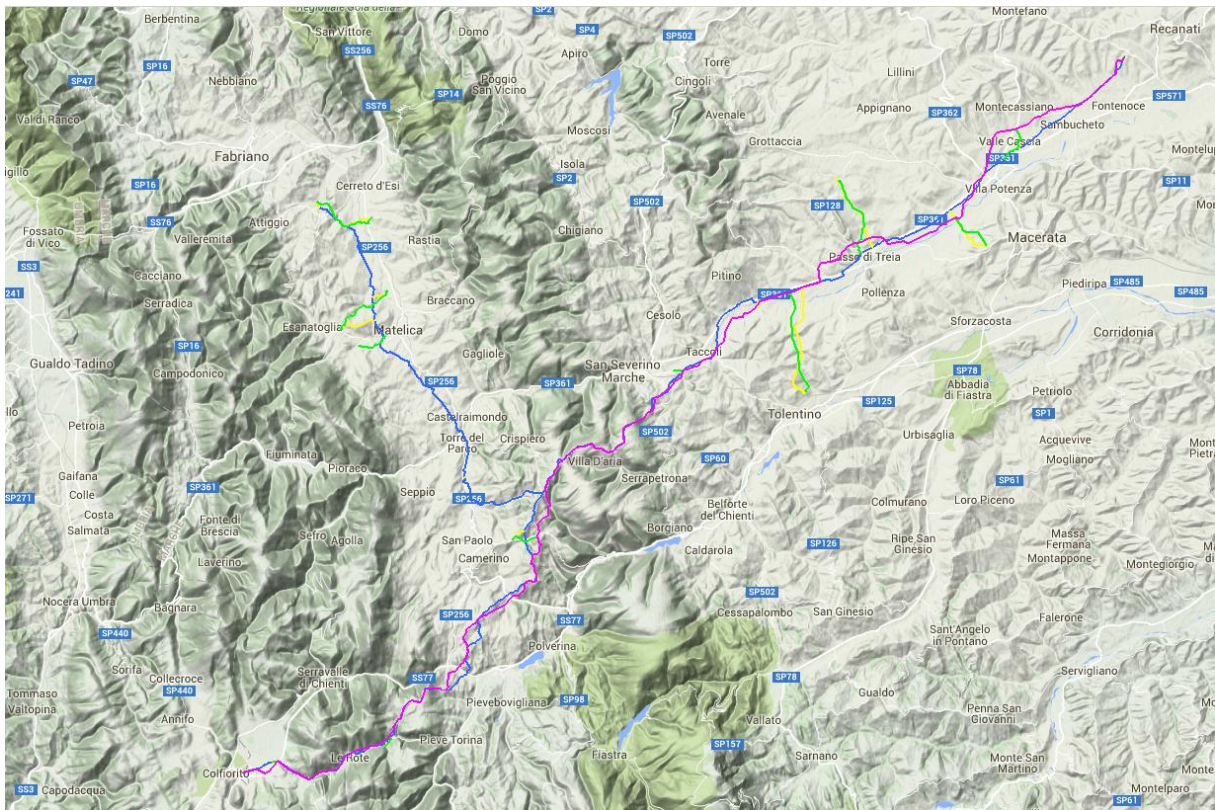 Berbentina
San Vittore
Domo
SP2
SP4
SP502
Montefano
Recanati
SP16
SS256
Apiro
Torre
Lillini
Nebbiano
SP47
Poggio
San Vicino
Cingoli
SP14
SP571
SS76
Appignano
Montecassiano
Fontenoce
Val di Ranco
Avenale
SP362
Sambucheto
Moscosi
Grottaccia
Valle Cascia
Fabriano
Isola
SP2
SP361
SP16
Cerreto d'Esi
SP11
Villa Potenza
SP502
SP128
Attiggio
SS76
Fossato
di Vico
Valleremita
Chigiano
SP361
Rastia
SP256
Macerata
SS3
Passo di Treia
Cacciano
Pitino
Piediripa
SP485
SP485
Serradica
Braccano
Pollenza
Esanatoglia
Matelica
Cesolo
Sforzacosta
Corridonia
SP16
Gagliole
Taccoli
Gualdo Tadino
San Severino
Marche
SP78
Campodonico
SP256
SP361
Abbadia
di Fiastra
Petriolo
SP125
Tolentino
SP1
Castelraimondo
Petroia
Torre del
Parco
Crispiero
SP502
Urbisaglia
Acquevive
Fiuminata
Villa D'aria
SP60
Mogliano
Gaifana
Pioraco
Serrapetrona
SP61
SP361
Seppio
SP271
Colle
SP256
Loro Piceno
Costa
Belforte
del Chienti
Colmurano
Salmata
Fonte di
Brescia
Borgiano
Sefro
Agolla
San Paolo
SP126
Ripe San
Ginesio
Massa
Fermana
Caldarola
Laverino
Camerino
Montappone
Montegiorgio
SP502
Nocera Umbra
Bagnara
SP256
SS77
Cessapalombo
San Ginesio
Falerone
SP440
Sant'Angelo
in Pontano
Polverina
Sorifa
Collecroce
Serravalle
di Chienti
SS77
SP78
Servigliano
SP440
Gualdo
Pievebovigliana
SP98
Annifo
Penna San
Giovanni
Vallato
Pieve Torina
SP157
Le Rote
Fiastra
Sarnano
Monte San
Martino
Colfiorito
SS3
Capodacqua
Monteparo
SP61